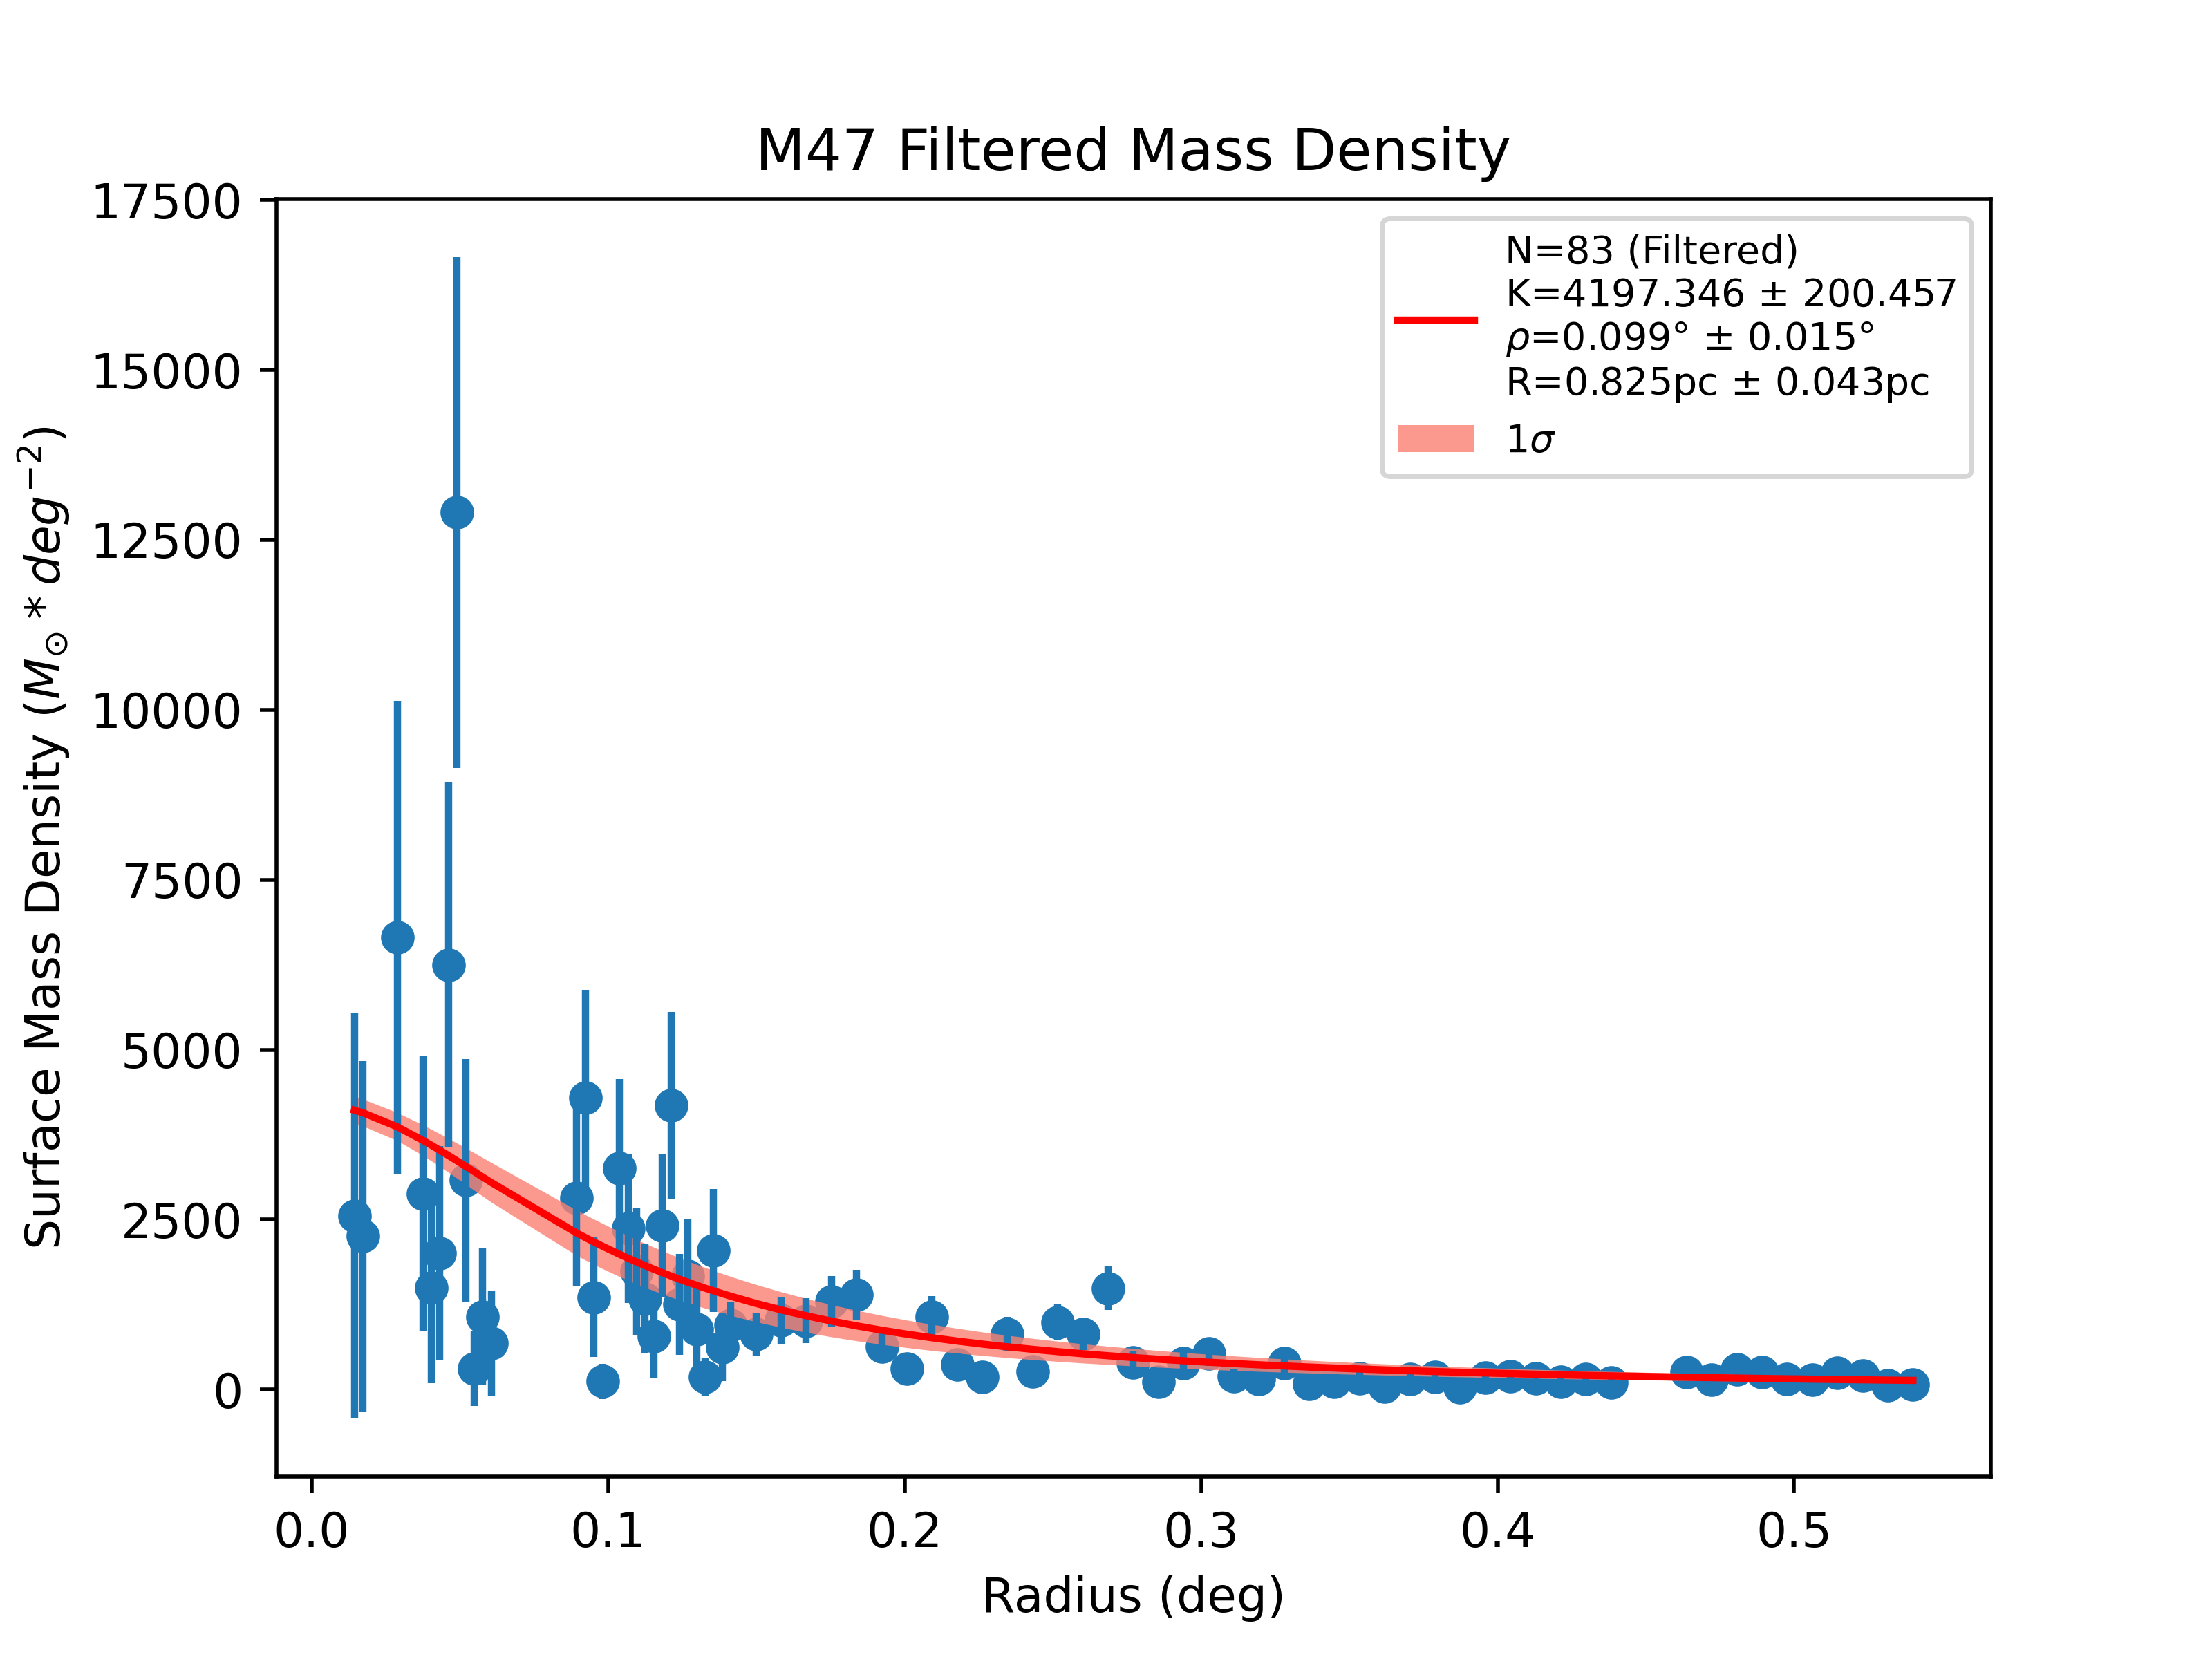 M47 Filtered Mass Density
17500
15000
12500
10000
7500
5000
2500
0
Surface Mass Density (M⊙ * deg⁻²)
N=83 (Filtered)
K=4197.346 ± 200.457
ρ=0.099° ± 0.015°
R=0.825pc ± 0.043pc
1σ
0.0 0.1 0.2 0.3 0.4 0.5
Radius (deg)